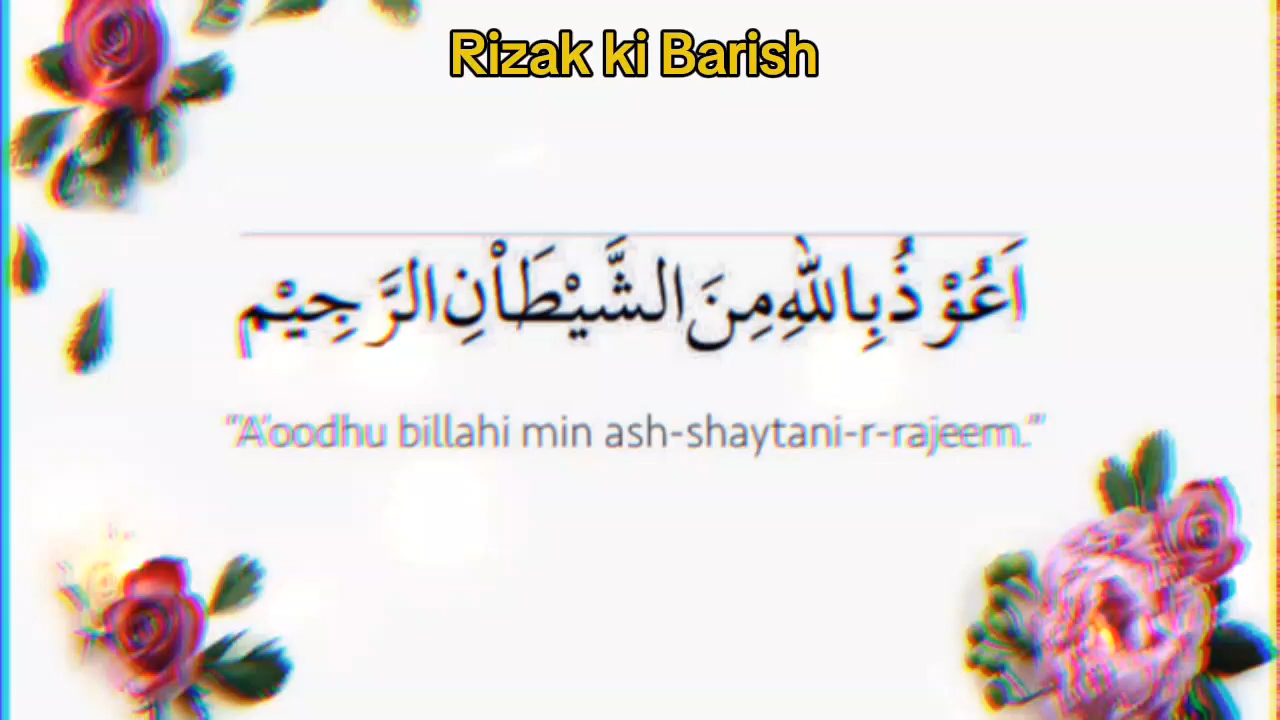 Rizak ki Barish
اَعُوْذُبِاللّٰهِ مِنَ الشَّيْطَاْنِ الرَّجِيْم
"A'oodhu billahi min ash-shaytani-r-rajeem."